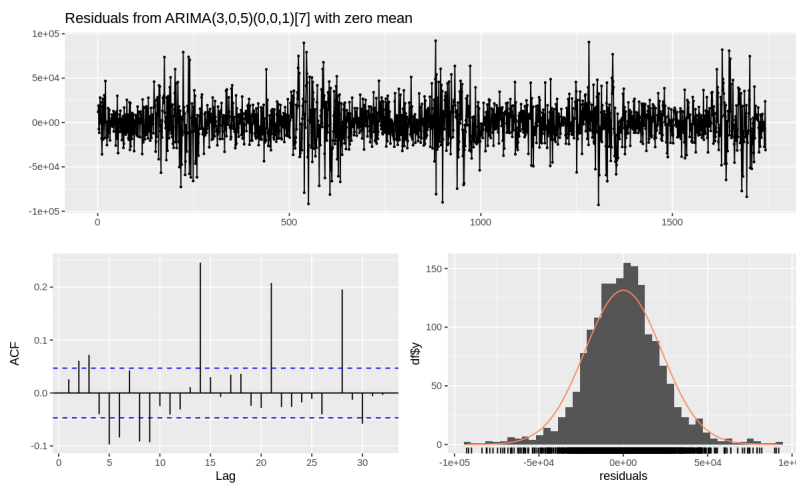 Residuals from ARIMA(3,0,5)(0,0,1)[7] with zero mean
1e+05
5e+04
0e+00
-5e+04
-1e+05
0 500 1000 1500
ACF
0.2
0.1
0.0
-0.1
0 5 10 15 20 25 30
Lag
df$y
150
100
50
0
-1e+05 -5e+04 0e+00 5e+04 1e+0
residuals